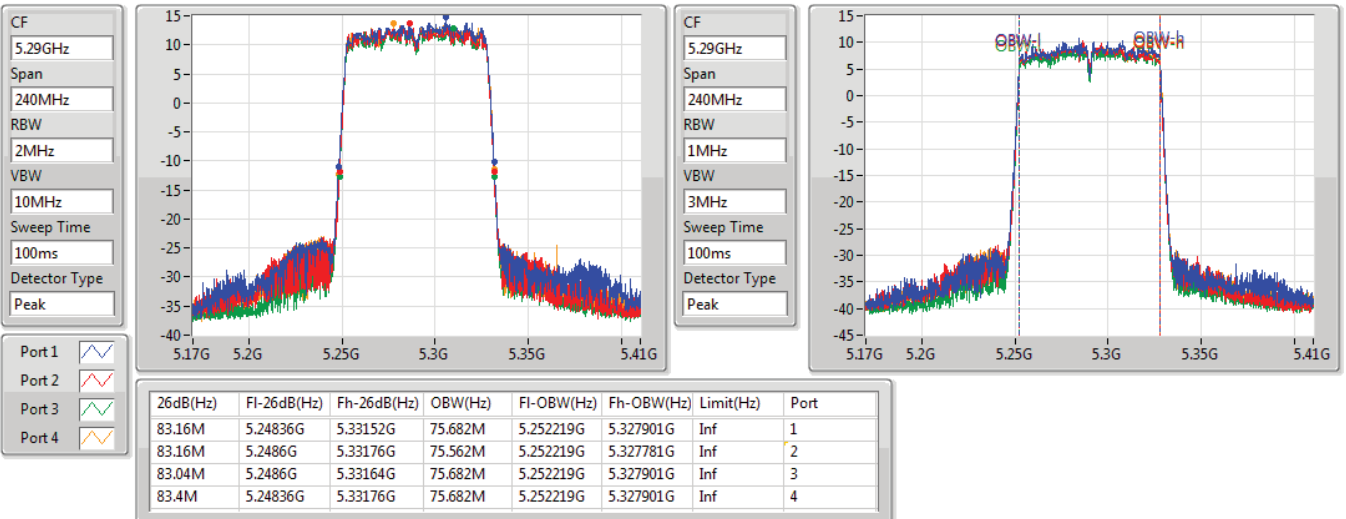 CF
5.29GHz
Span
240MHz
RBW
2MHz
VBW
10MHz
Sweep Time
100ms
Detector Type
Peak
15
10
5
0
-5
-10
-15
-20
-25
-30
-35
-40
5.17G 5.2G 5.25G 5.3G 5.35G 5.41G
CF
5.29GHz
Span
240MHz
RBW
1MHz
VBW
3MHz
Sweep Time
100ms
Detector Type
Peak
15
10
5
0
-5
-10
-15
-20
-25
-30
-35
-40
-45
OBW-l OBW-h
5.17G 5.2G 5.25G 5.3G 5.35G 5.41G
Port 1
Port 2
Port 3
Port 4
26dB(Hz) Fl-26dB(Hz) Fh-26dB(Hz) OBW(Hz) Fl-OBW(Hz) Fh-OBW(Hz) Limit(Hz) Port
83.16M 5.24836G 5.33152G 75.682M 5.252219G 5.327901G Inf 1
83.16M 5.2486G 5.33176G 75.562M 5.252219G 5.327781G Inf 2
83.04M 5.2486G 5.33164G 75.682M 5.252219G 5.327901G Inf 3
83.4M 5.24836G 5.33176G 75.682M 5.252219G 5.327901G Inf 4